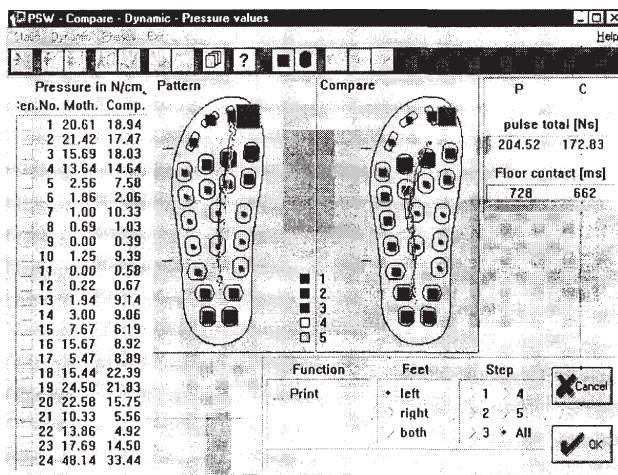 PSW - Compare - Dynamic - Pressure values
Static Dynamic Phases Exit Help
?
Pressure in N/cm. Pattern Compare P C
en.No. Moth. Comp.
1 20.61 18.94
2 21.42 17.47
3 15.69 18.03
4 13.64 14.64
5 2.56 7.58
6 1.86 2.06
7 1.00 10.33
8 0.69 1.03
9 0.00 0.39
10 1.25 9.39
11 0.00 0.58
12 0.22 0.67
13 1.94 9.14
14 3.00 9.06
15 7.67 6.19
16 15.67 8.92
17 5.47 8.89
18 15.44 22.39
19 24.50 21.83
20 22.58 15.75
21 10.33 5.56
22 13.86 4.92
23 17.69 14.50
24 48.14 33.44
pulse total [Ns]
204.52 172.83
Floor contact [ms]
728 662
1
2
3
4
5
Function Feet Step
Print left 1 4
right 2 5
both 3 All
Cancel
OK